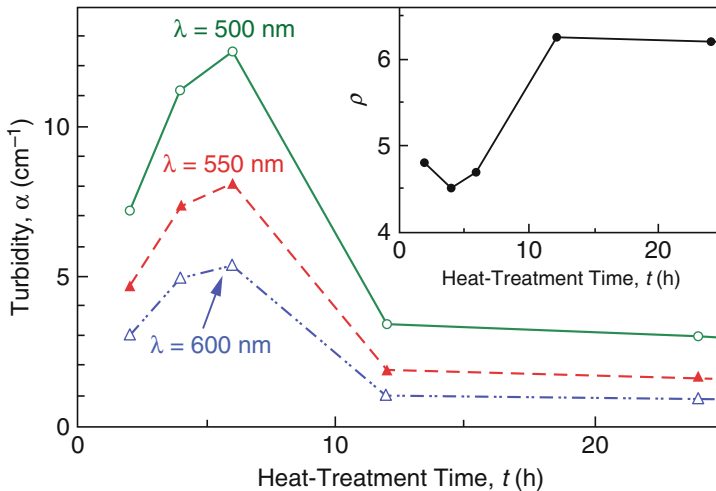 λ = 500 nm
λ = 550 nm
λ = 600 nm
Turbidity, α (cm⁻¹)
10
5
0
0
10
20
Heat-Treatment Time, t (h)
ρ
6
5
4
0
10
20
Heat-Treatment Time, t (h)